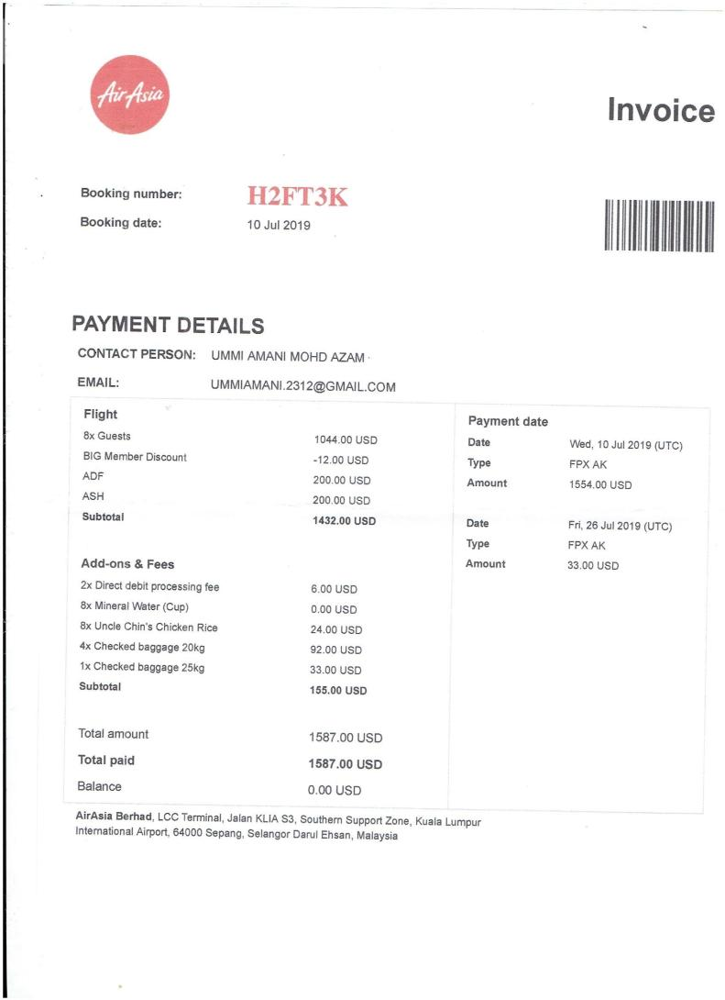 AirAsia
Invoice
Booking number: H2FT3K
Booking date: 10 Jul 2019
PAYMENT DETAILS
CONTACT PERSON: UMMI AMANI MOHD AZAM
EMAIL: UMMIAMANI.2312@GMAIL.COM
Flight
8x Guests 1044.00 USD
BIG Member Discount -12.00 USD
ADF 200.00 USD
ASH 200.00 USD
Subtotal 1432.00 USD
Add-ons & Fees
2x Direct debit processing fee 6.00 USD
8x Mineral Water (Cup) 0.00 USD
8x Uncle Chin's Chicken Rice 24.00 USD
4x Checked baggage 20kg 92.00 USD
1x Checked baggage 25kg 33.00 USD
Subtotal 155.00 USD
Total amount 1587.00 USD
Total paid 1587.00 USD
Balance 0.00 USD
Payment date
Date Wed, 10 Jul 2019 (UTC)
Type FPX AK
Amount 1554.00 USD
Date Fri, 26 Jul 2019 (UTC)
Type FPX AK
Amount 33.00 USD
AirAsia Berhad, LCC Terminal, Jalan KLIA S3, Southern Support Zone, Kuala Lumpur
International Airport, 64000 Sepang, Selangor Darul Ehsan, Malaysia